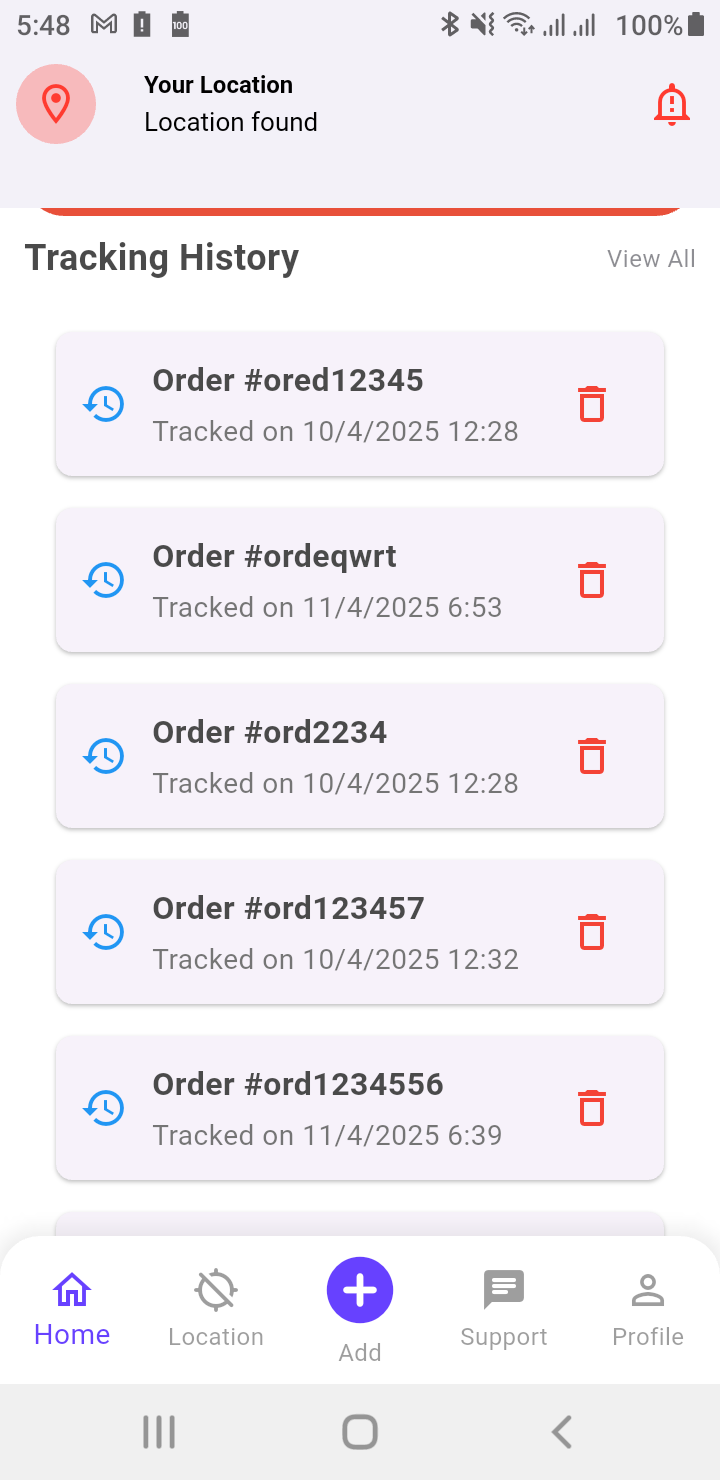 5:48
100
100%
Your Location
Location found
Tracking History
View All
Order #ored12345
Tracked on 10/4/2025 12:28
Order #ordeqwrt
Tracked on 11/4/2025 6:53
Order #ord2234
Tracked on 10/4/2025 12:28
Order #ord123457
Tracked on 10/4/2025 12:32
Order #ord1234556
Tracked on 11/4/2025 6:39
Home
Location
Add
Support
Profile